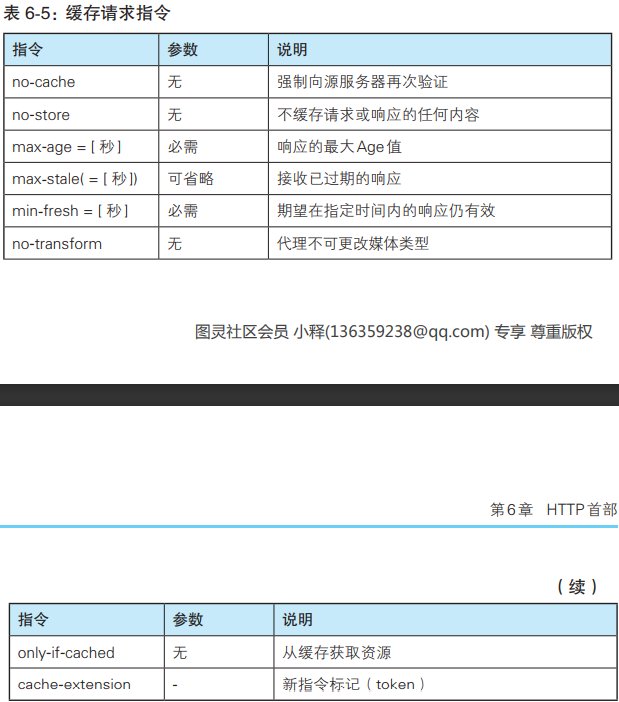 表 6-5：缓存请求指令
指令 参数 说明
no-cache 无 强制向源服务器再次验证
no-store 无 不缓存请求或响应的任何内容
max-age = [ 秒 ] 必需 响应的最大Age值
max-stale( = [ 秒 ]) 可省略 接收已过期的响应
min-fresh = [ 秒 ] 必需 期望在指定时间内的响应仍有效
no-transform 无 代理不可更改媒体类型
图灵社区会员 小释(136359238@qq.com) 专享 尊重版权
第6章 HTTP首部
（续）
指令 参数 说明
only-if-cached 无 从缓存获取资源
cache-extension - 新指令标记（token）